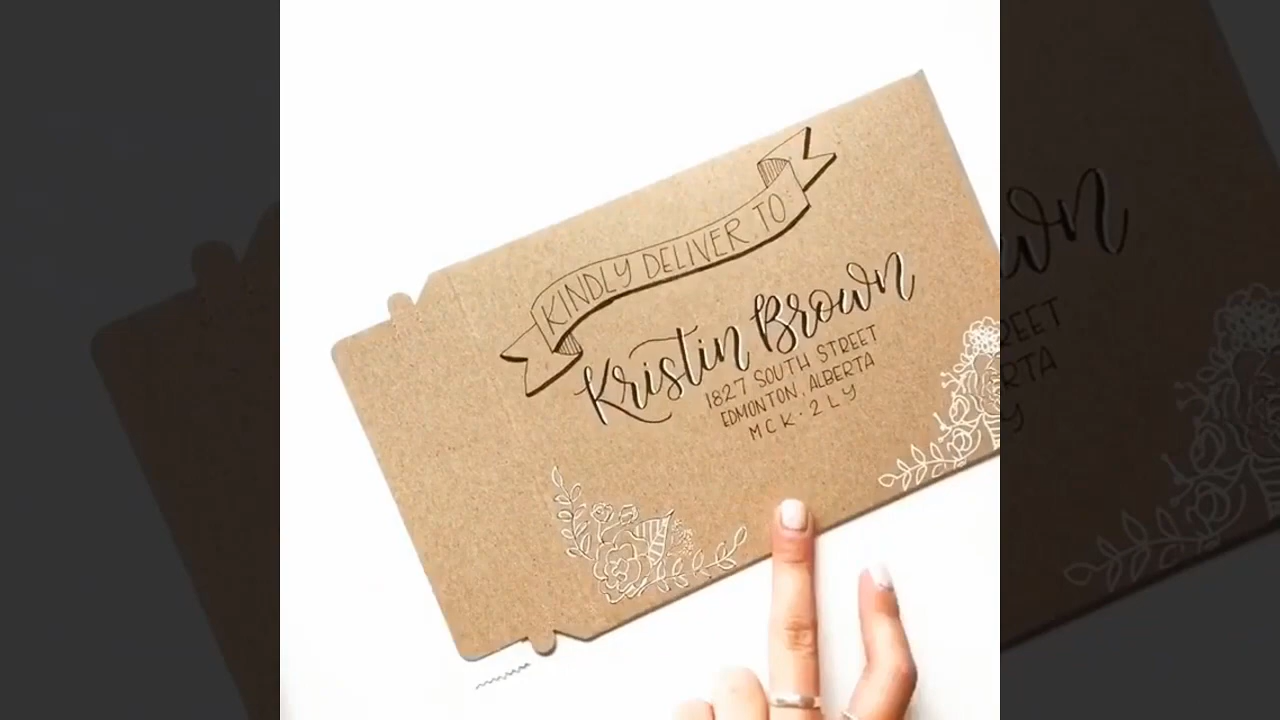 KINDLY DELIVER TO
Kristin Brown
1827 SOUTH STREET
EDMONTON, ALBERTA
MCK·2LY